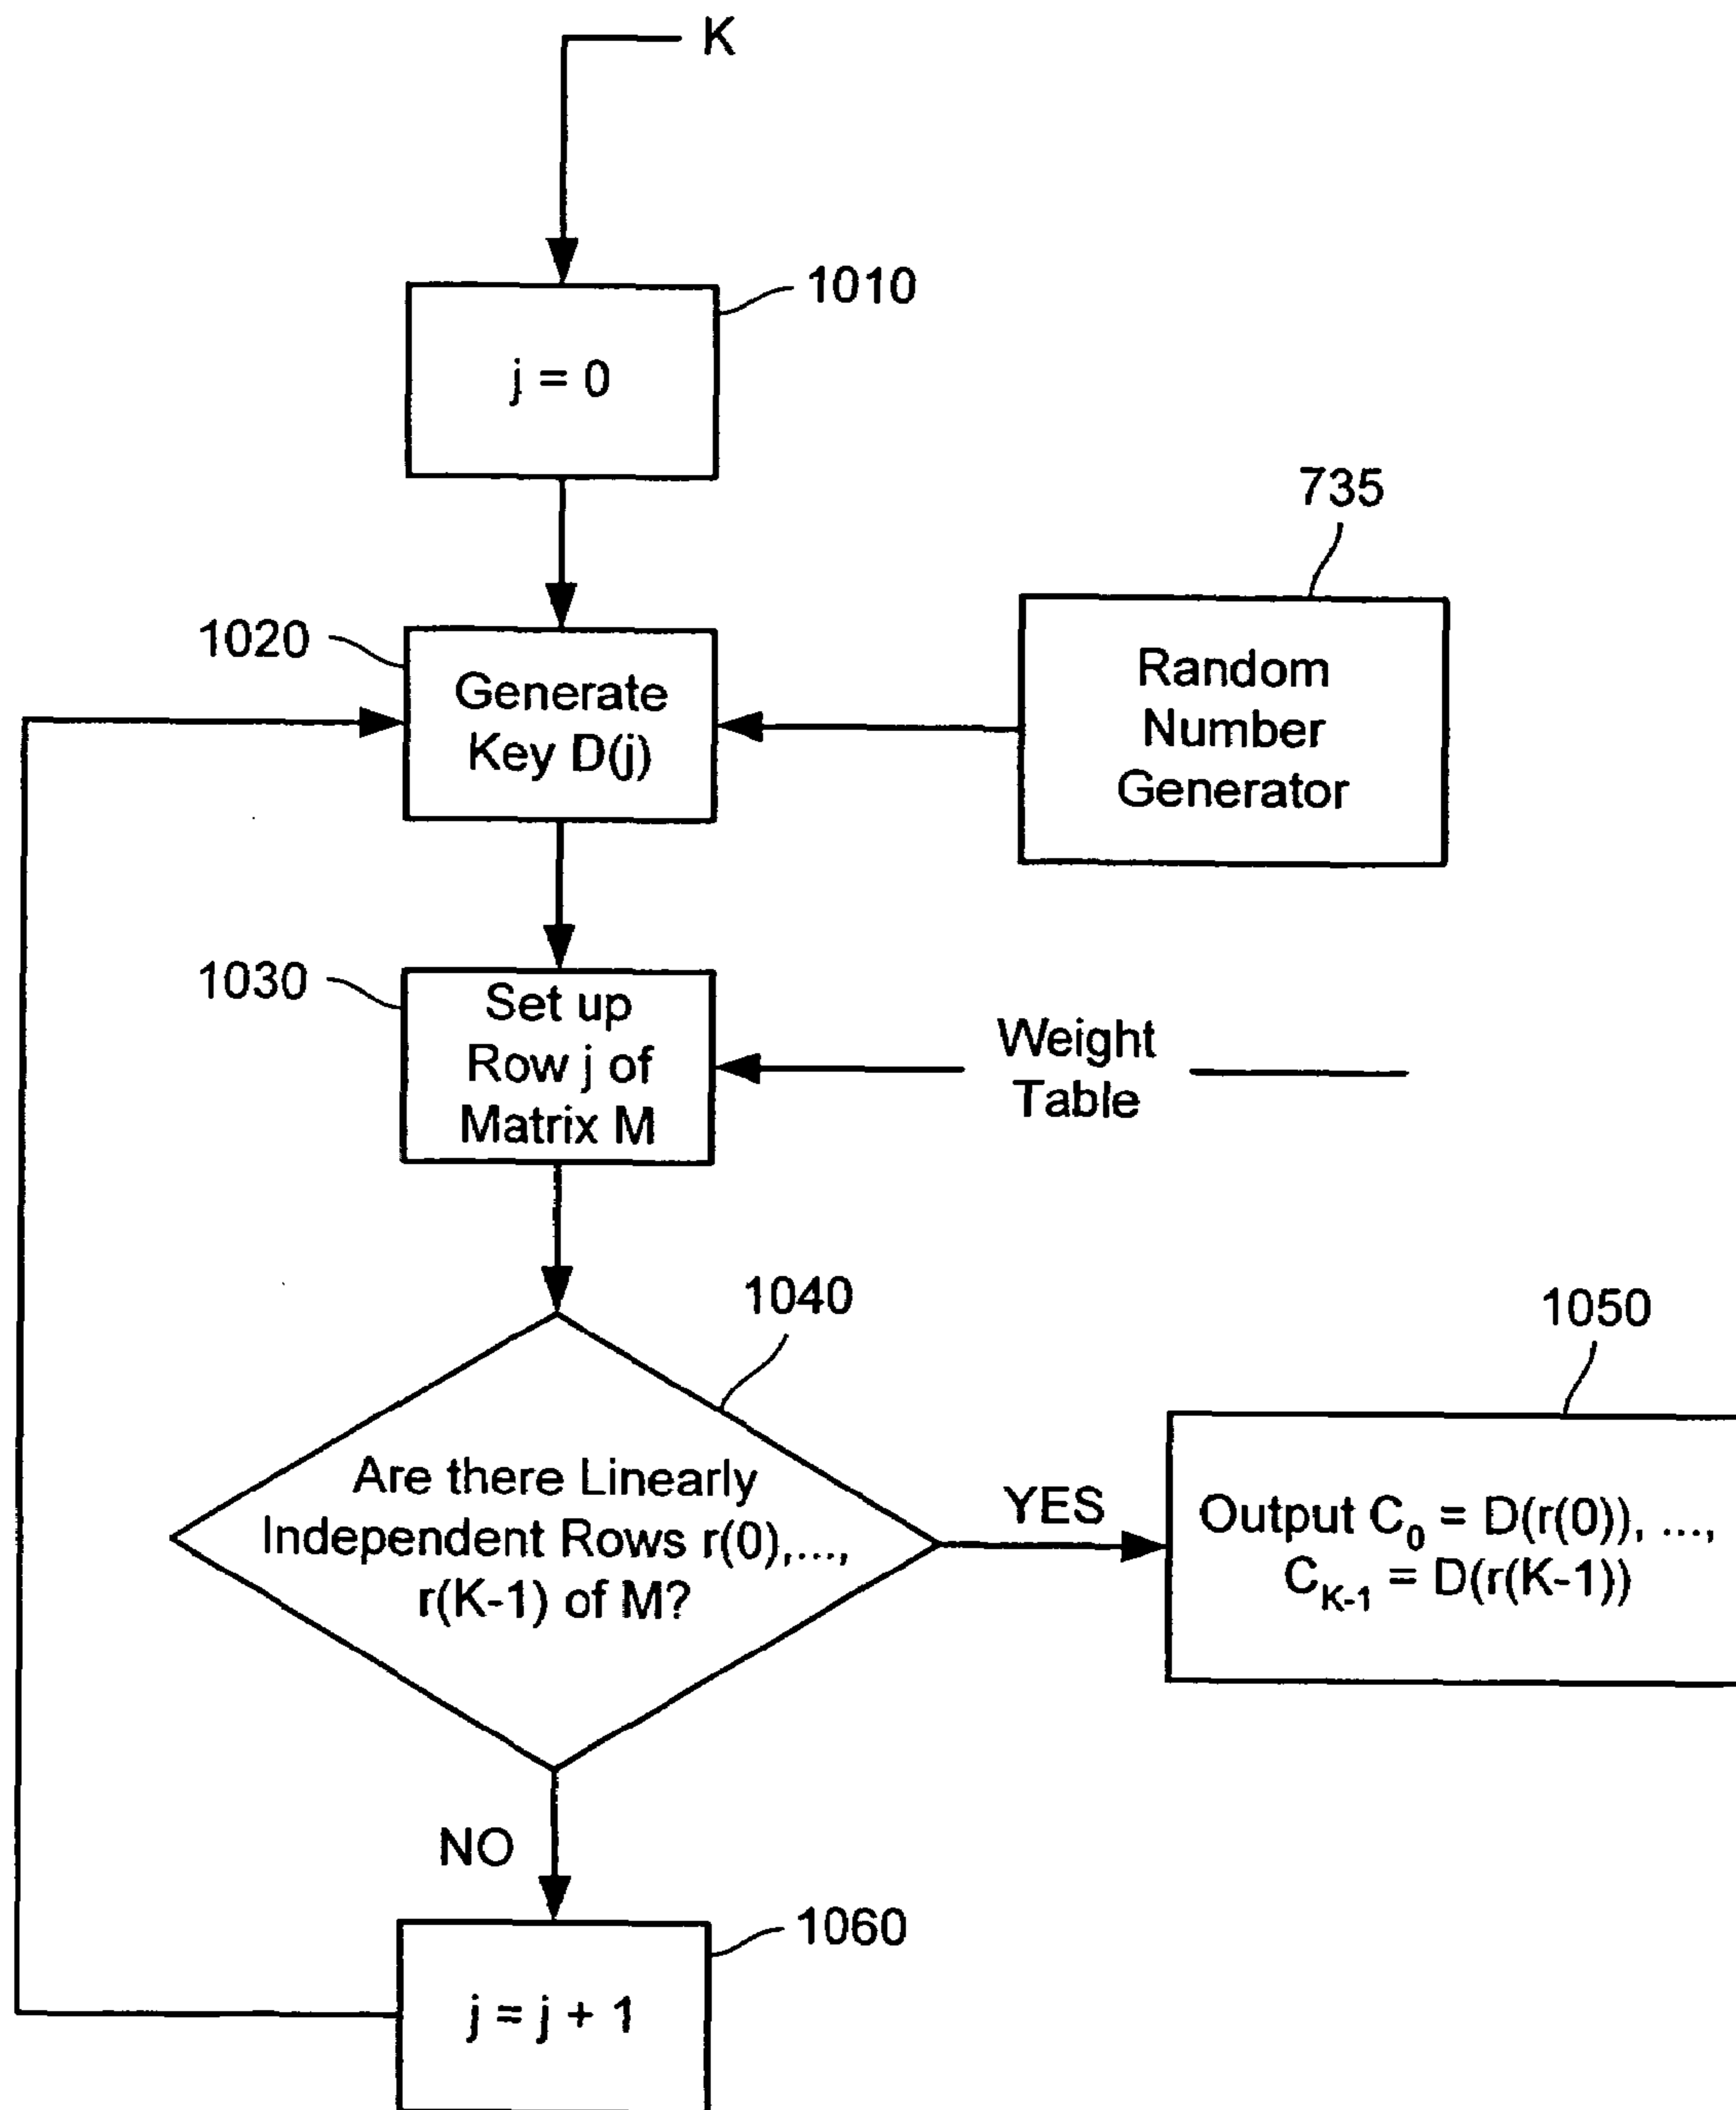 K
1010
j = 0
735
1020
Generate
Key D(j)
Random
Number
Generator
1030
Set up
Row j of
Matrix M
Weight
Table
1040
Are there Linearly
Independent Rows r(0),...,
r(K-1) of M?
YES
1050
Output C₀ = D(r(0)), ...,
C_K-1 = D(r(K-1))
NO
1060
j = j + 1